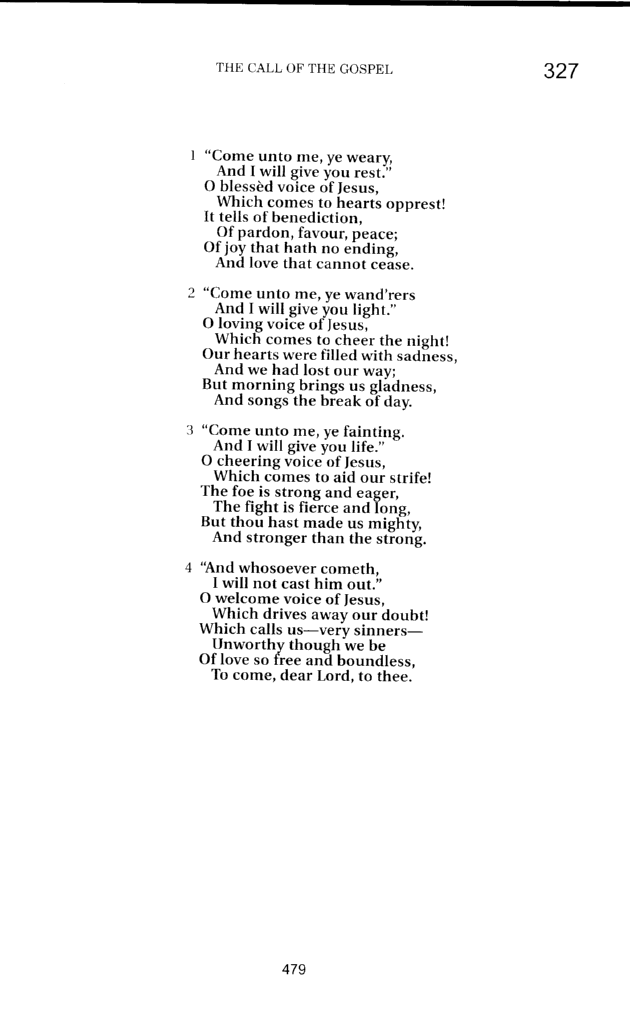 THE CALL OF THE GOSPEL
327
1 “Come unto me, ye weary,
And I will give you rest.”
O blessèd voice of Jesus,
Which comes to hearts opprest!
It tells of benediction,
Of pardon, favour, peace;
Of joy that hath no ending,
And love that cannot cease.
2 “Come unto me, ye wand'rers
And I will give you light.”
O loving voice of Jesus,
Which comes to cheer the night!
Our hearts were filled with sadness,
And we had lost our way;
But morning brings us gladness,
And songs the break of day.
3 “Come unto me, ye fainting.
And I will give you life.”
O cheering voice of Jesus,
Which comes to aid our strife!
The foe is strong and eager,
The fight is fierce and long,
But thou hast made us mighty,
And stronger than the strong.
4 “And whosoever cometh,
I will not cast him out.”
O welcome voice of Jesus,
Which drives away our doubt!
Which calls us—very sinners—
Unworthy though we be
Of love so free and boundless,
To come, dear Lord, to thee.
479